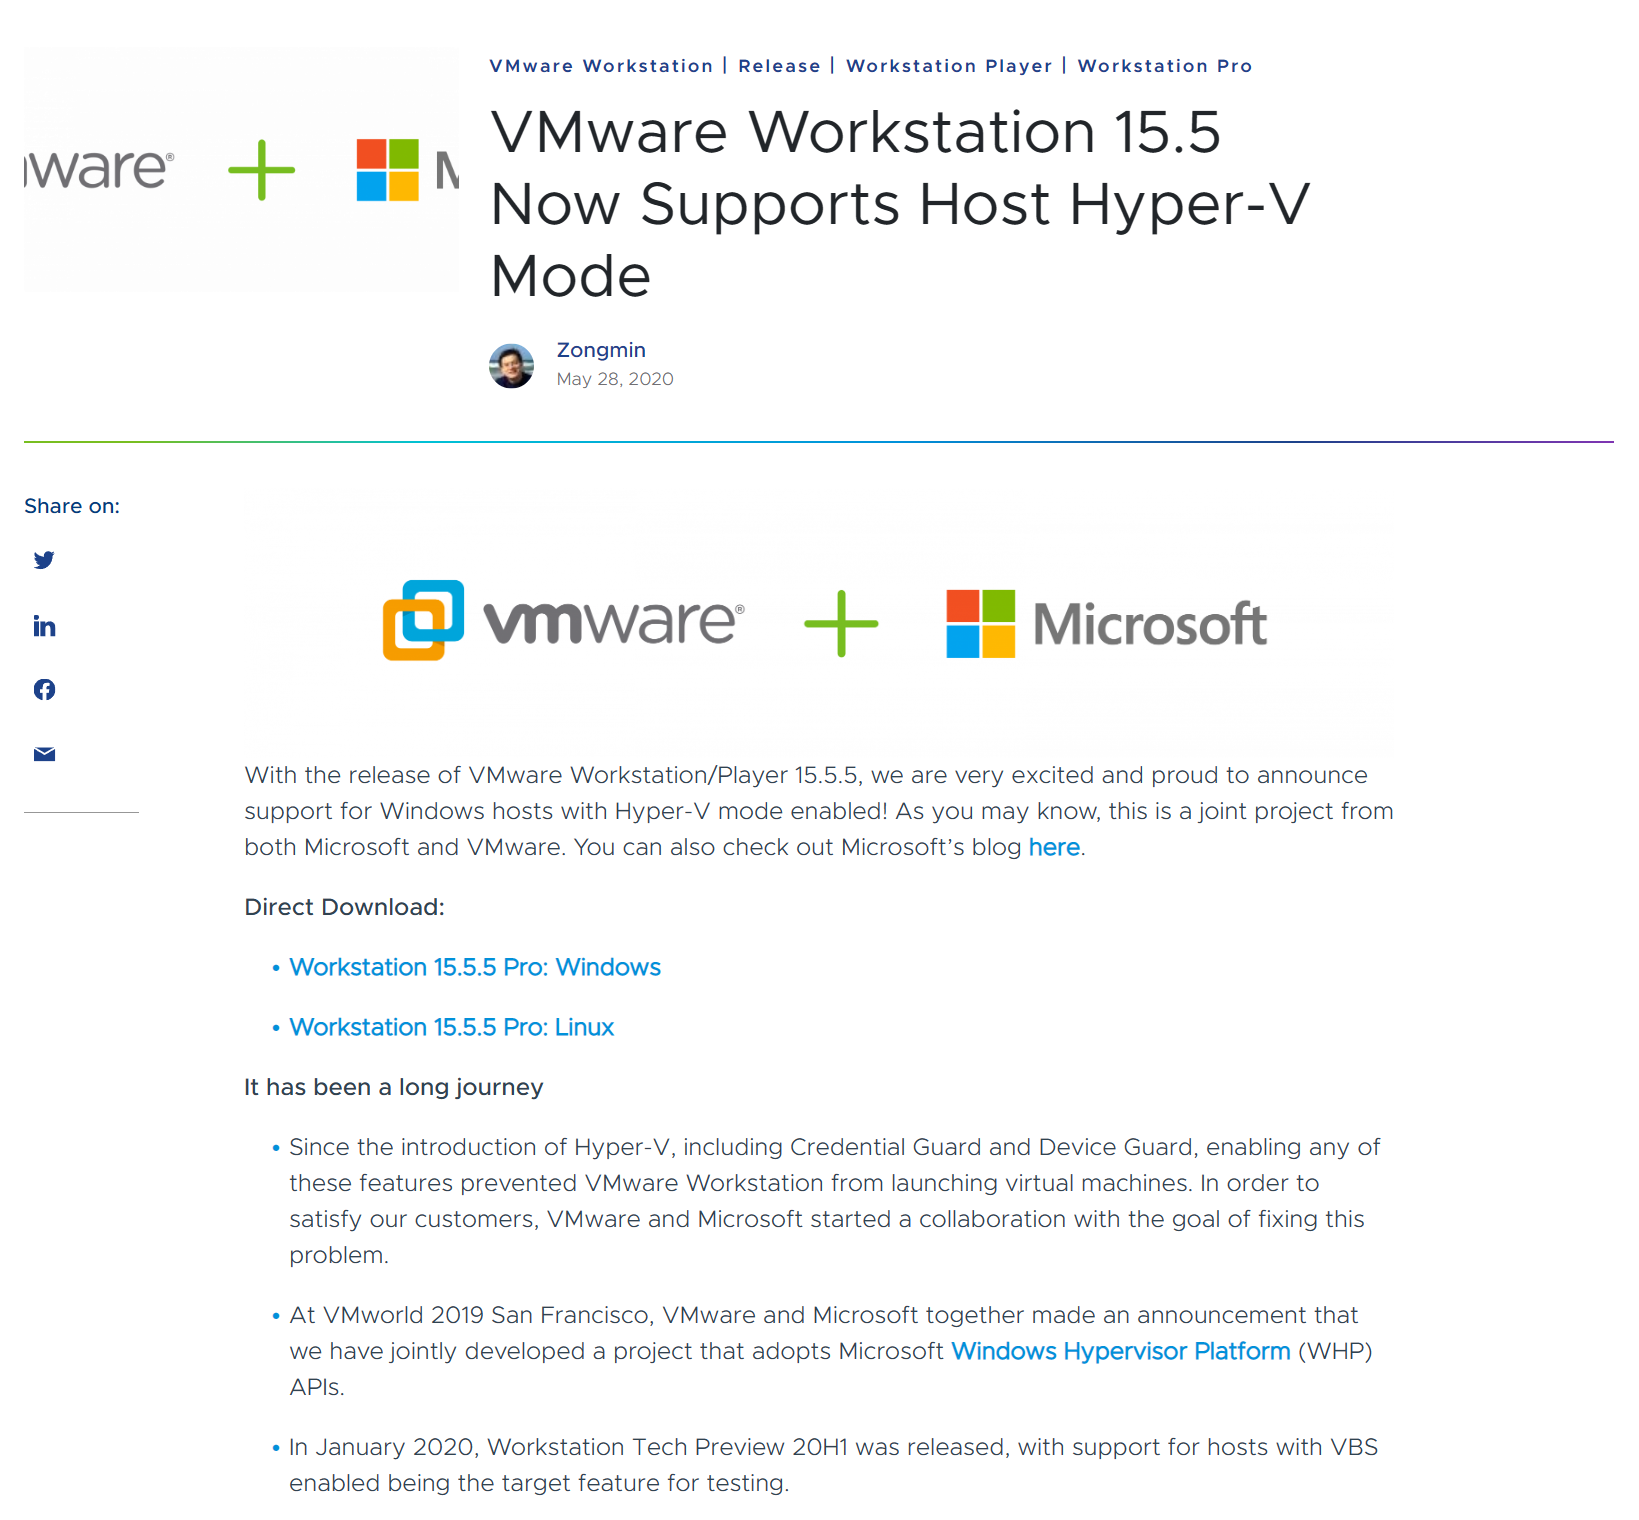 VMware Workstation | Release | Workstation Player | Workstation Pro
ware®
VMware Workstation 15.5
Now Supports Host Hyper-V
Mode
Zongmin
May 28, 2020
Share on:
vmware® + Microsoft
With the release of VMware Workstation/Player 15.5.5, we are very excited and proud to announce
support for Windows hosts with Hyper-V mode enabled! As you may know, this is a joint project from
both Microsoft and VMware. You can also check out Microsoft’s blog here.
Direct Download:
• Workstation 15.5.5 Pro: Windows
• Workstation 15.5.5 Pro: Linux
It has been a long journey
• Since the introduction of Hyper-V, including Credential Guard and Device Guard, enabling any of
these features prevented VMware Workstation from launching virtual machines. In order to
satisfy our customers, VMware and Microsoft started a collaboration with the goal of fixing this
problem.
• At VMworld 2019 San Francisco, VMware and Microsoft together made an announcement that
we have jointly developed a project that adopts Microsoft Windows Hypervisor Platform (WHP)
APIs.
• In January 2020, Workstation Tech Preview 20H1 was released, with support for hosts with VBS
enabled being the target feature for testing.